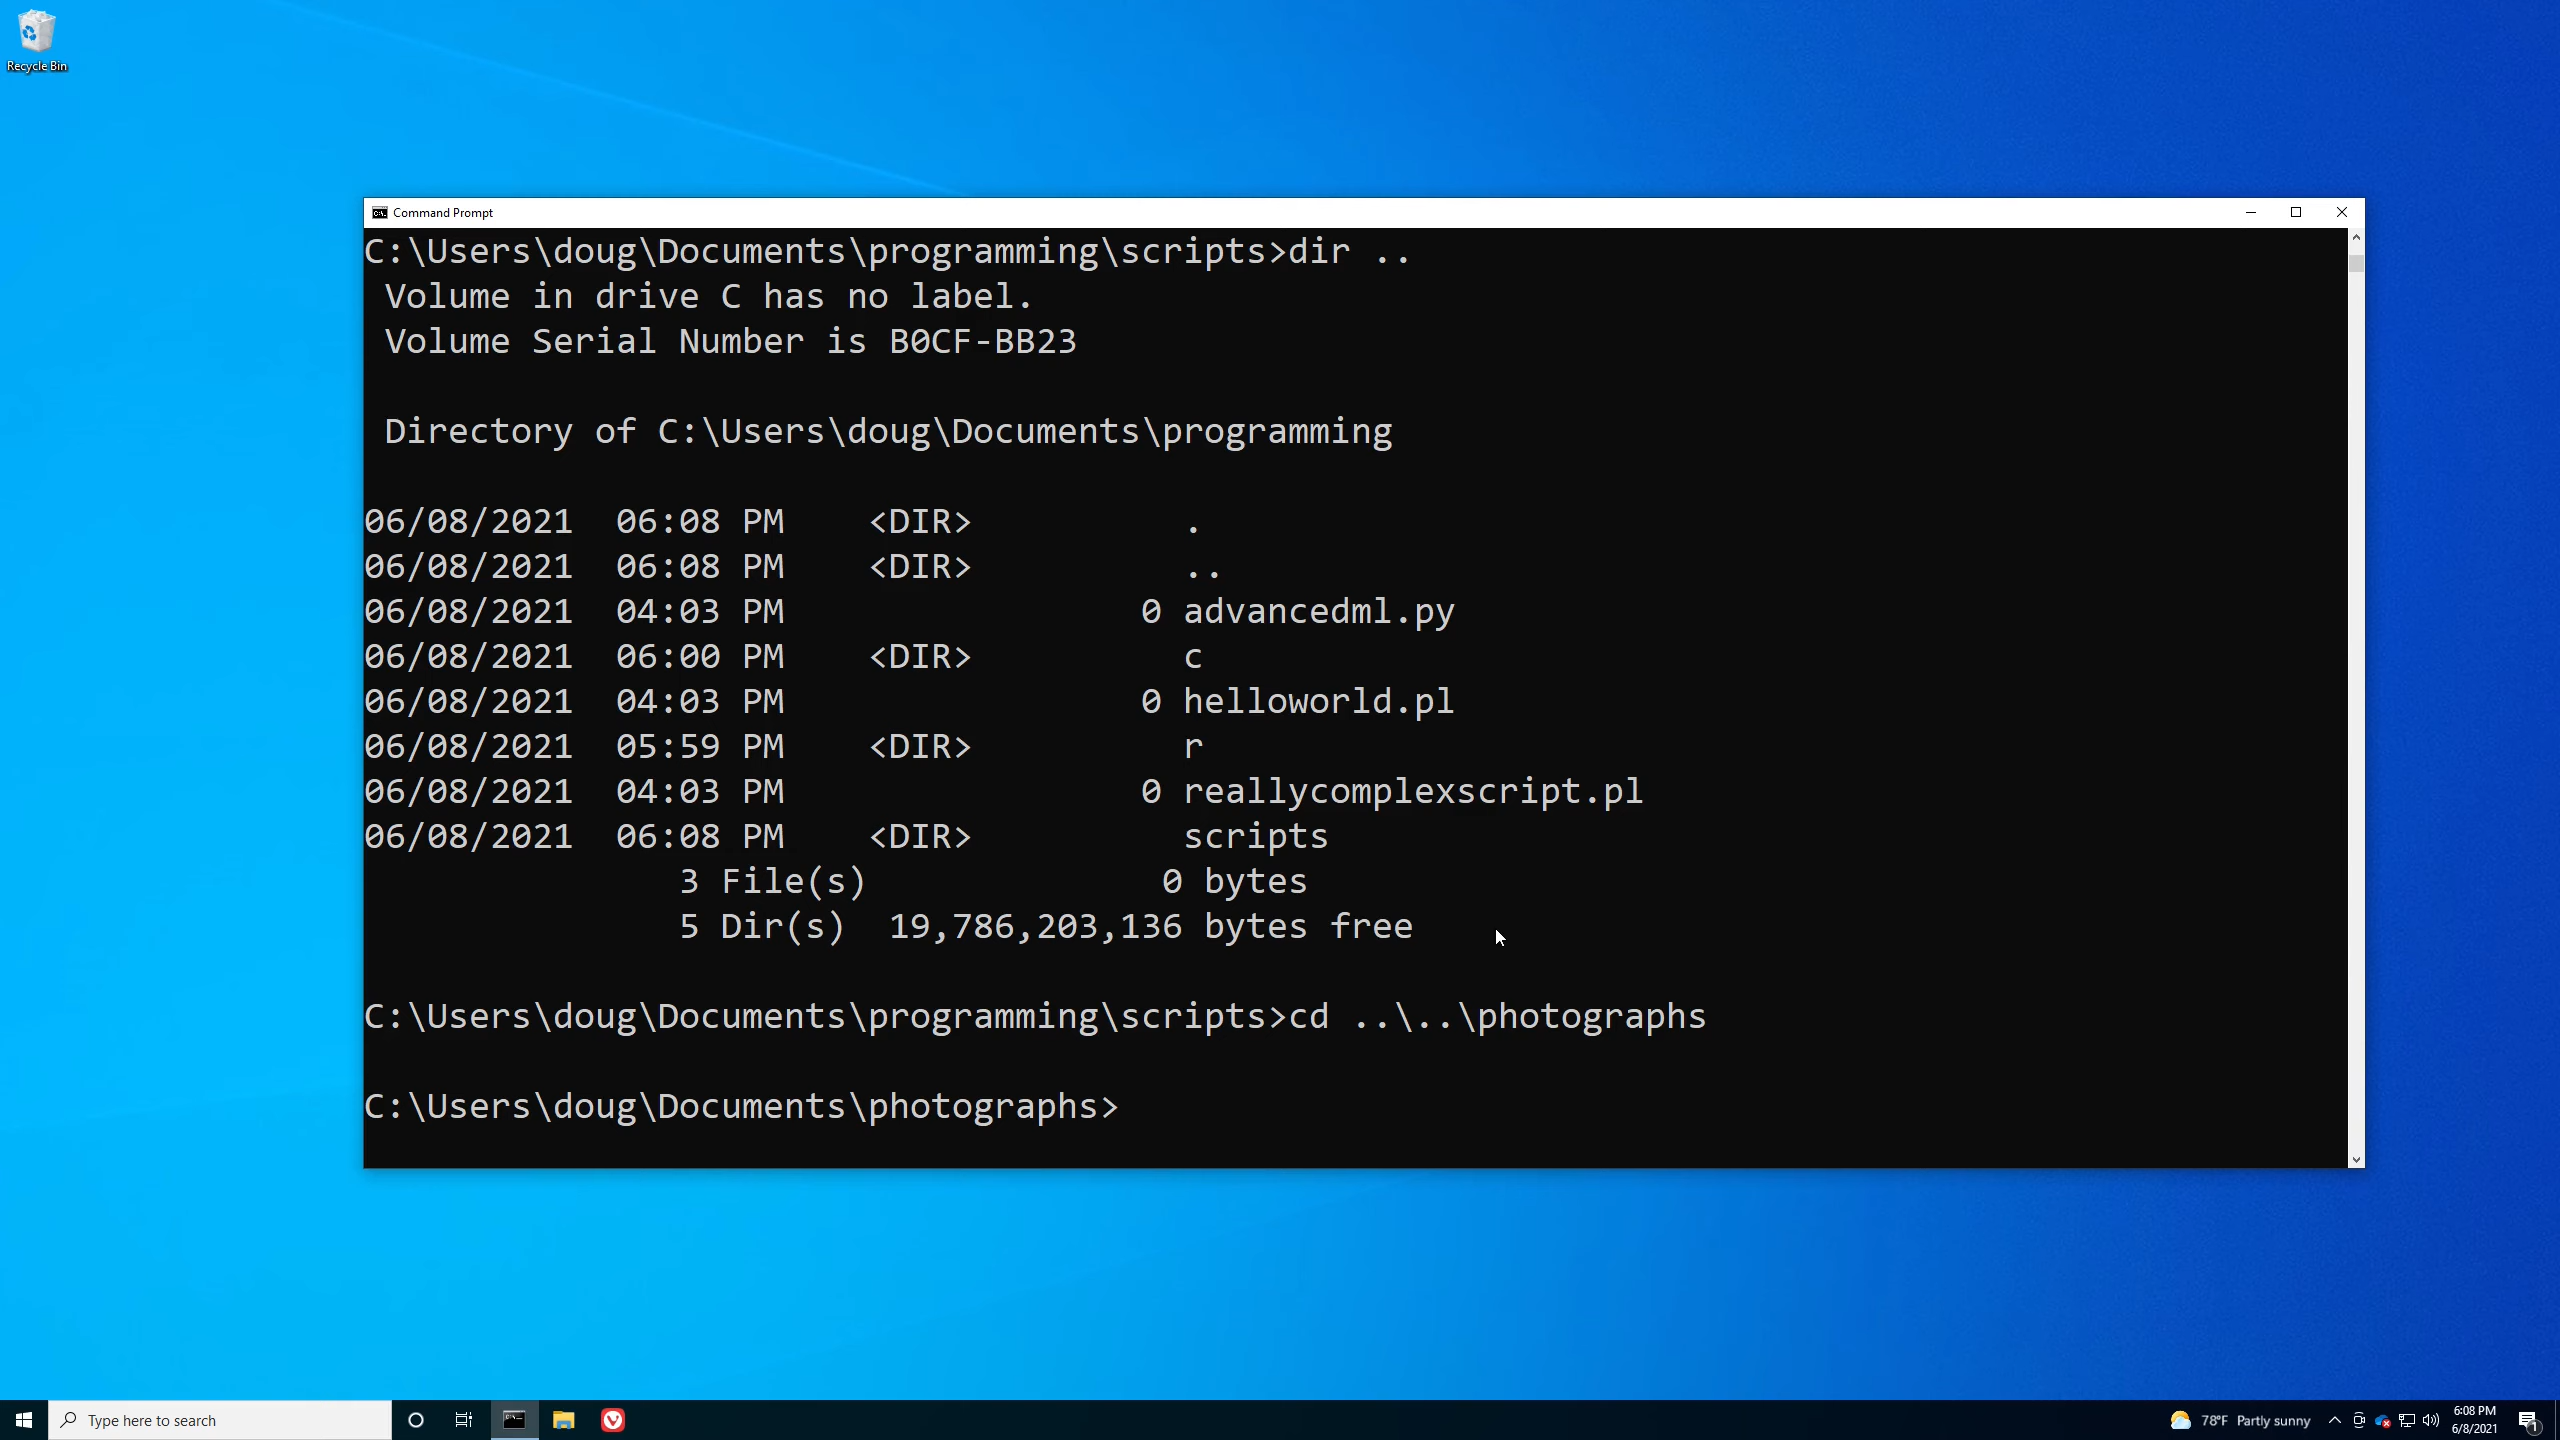 Recycle Bin
Command Prompt
C:\Users\doug\Documents\programming\scripts>dir ..
Volume in drive C has no label.
Volume Serial Number is B0CF-BB23
Directory of C:\Users\doug\Documents\programming
06/08/2021  06:08 PM    <DIR>          .
06/08/2021  06:08 PM    <DIR>          ..
06/08/2021  04:03 PM                 0 advancedml.py
06/08/2021  06:00 PM    <DIR>          c
06/08/2021  04:03 PM                 0 helloworld.pl
06/08/2021  05:59 PM    <DIR>          r
06/08/2021  04:03 PM                 0 reallycomplexscript.pl
06/08/2021  06:08 PM    <DIR>          scripts
3 File(s)              0 bytes
5 Dir(s)  19,786,203,136 bytes free
C:\Users\doug\Documents\programming\scripts>cd ..\..\photographs
C:\Users\doug\Documents\photographs>
Type here to search
78°F Partly sunny
6:08 PM
6/8/2021
1